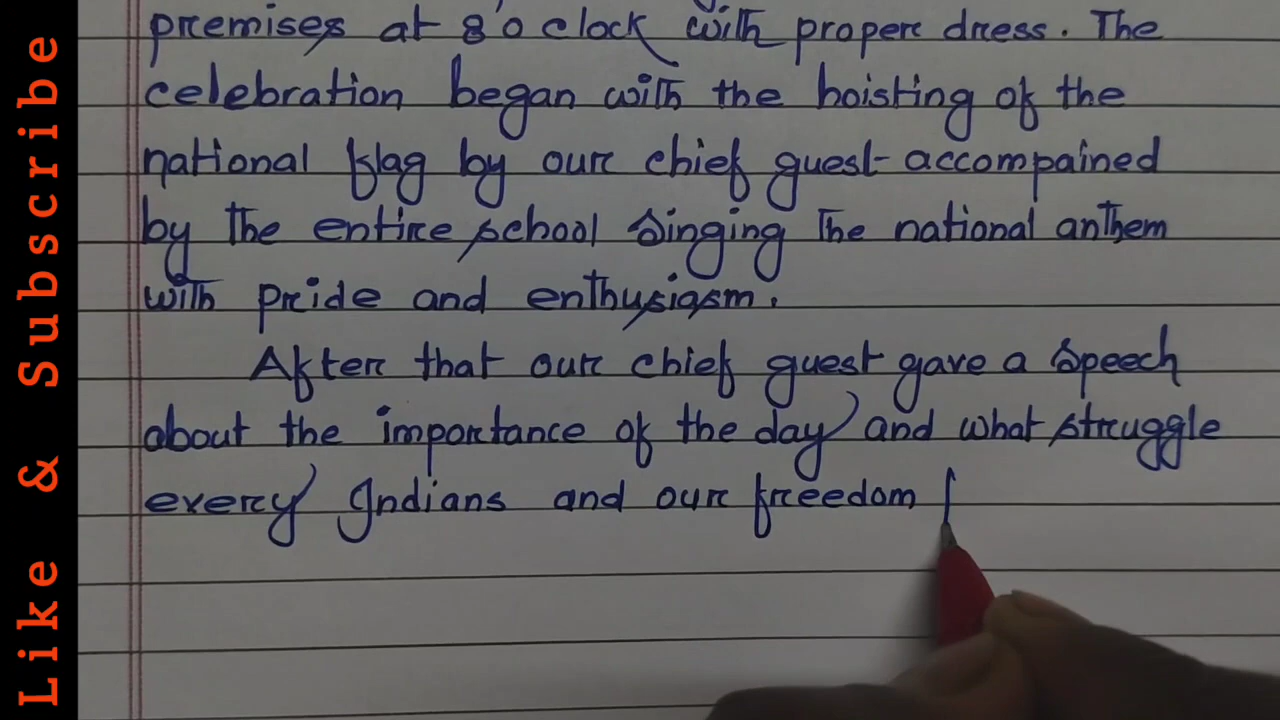 Like & Subscribe
premises at 8'o clock with proper dress. The
celebration began with the hoisting of the
national flag by our chief guest accompained
by the entire school singing the national anthem
with pride and enthusiasm.
After that our chief guest gave a speech
about the importance of the day and what struggle
every Indians and our freedom f